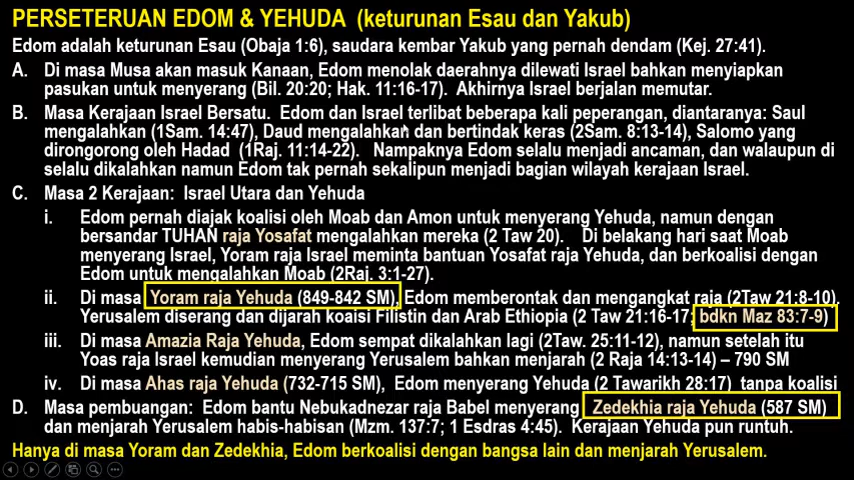 PERSETERUAN EDOM & YEHUDA (keturunan Esau dan Yakub)
Edom adalah keturunan Esau (Obaja 1:6), saudara kembar Yakub yang pernah dendam (Kej. 27:41).
A. Di masa Musa akan masuk Kanaan, Edom menolak daerahnya dilewati Israel bahkan menyiapkan
pasukan untuk menyerang (Bil. 20:20; Hak. 11:16-17). Akhirnya Israel berjalan memutar.
B. Masa Kerajaan Israel Bersatu. Edom dan Israel terlibat beberapa kali peperangan, diantaranya: Saul
mengalahkan (1Sam. 14:47), Daud mengalahkan dan bertindak keras (2Sam. 8:13-14), Salomo yang
dirongorong oleh Hadad (1Raj. 11:14-22). Nampaknya Edom selalu menjadi ancaman, dan walaupun di
selalu dikalahkan namun Edom tak pernah sekalipun menjadi bagian wilayah kerajaan Israel.
C. Masa 2 Kerajaan: Israel Utara dan Yehuda
i. Edom pernah diajak koalisi oleh Moab dan Amon untuk menyerang Yehuda, namun dengan
bersandar TUHAN raja Yosafat mengalahkan mereka (2 Taw 20). Di belakang hari saat Moab
menyerang Israel, Yoram raja Israel meminta bantuan Yosafat raja Yehuda, dan berkoalisi dengan
Edom untuk mengalahkan Moab (2Raj. 3:1-27).
ii. Di masa Yoram raja Yehuda (849-842 SM), Edom memberontak dan mengangkat raja (2Taw 21:8-10).
Yerusalem diserang dan dijarah koaisi Filistin dan Arab Ethiopia (2 Taw 21:16-17; bdkn Maz 83:7-9)
iii. Di masa Amazia Raja Yehuda, Edom sempat dikalahkan lagi (2Taw. 25:11-12), namun setelah itu
Yoas raja Israel kemudian menyerang Yerusalem bahkan menjarah (2 Raja 14:13-14) – 790 SM
iv. Di masa Ahas raja Yehuda (732-715 SM), Edom menyerang Yehuda (2 Tawarikh 28:17) tanpa koalisi
D. Masa pembuangan: Edom bantu Nebukadnezar raja Babel menyerang Zedekhia raja Yehuda (587 SM)
dan menjarah Yerusalem habis-habisan (Mzm. 137:7; 1 Esdras 4:45). Kerajaan Yehuda pun runtuh.
Hanya di masa Yoram dan Zedekhia, Edom berkoalisi dengan bangsa lain dan menjarah Yerusalem.